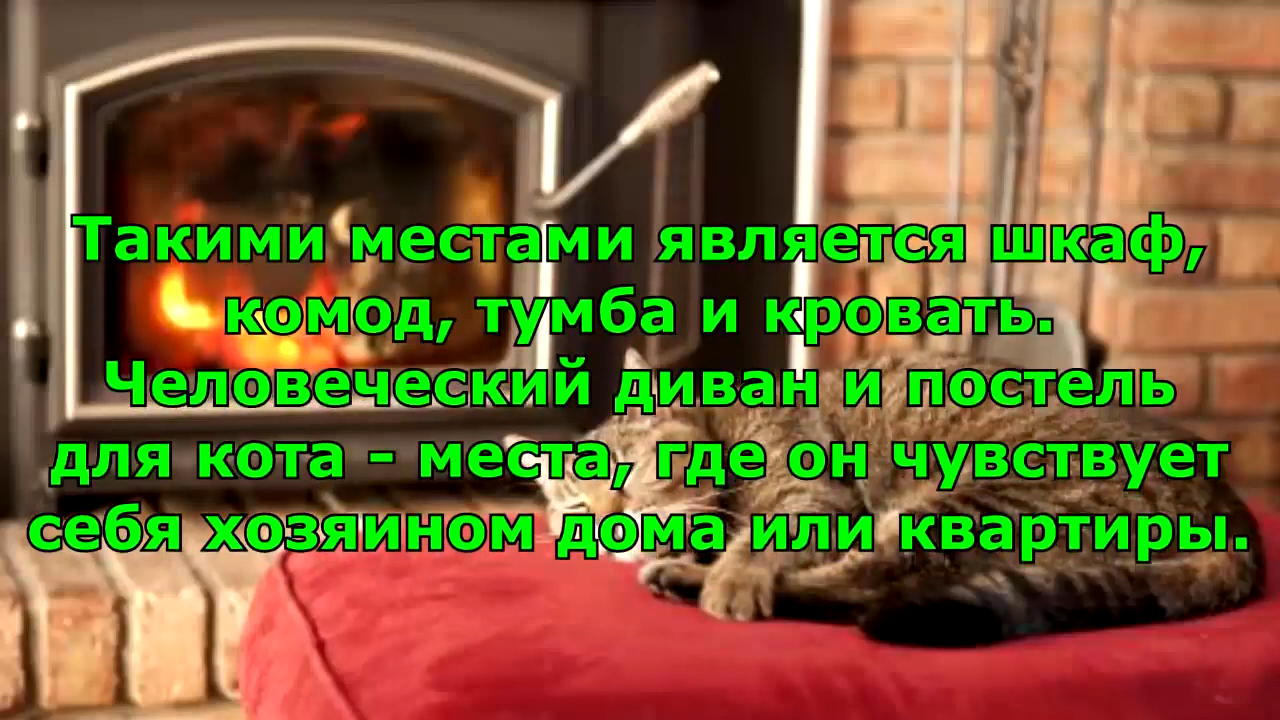 Такими местами является шкаф,
комод, тумба и кровать.
Человеческий диван и постель
для кота - места, где он чувствует
себя хозяином дома или квартиры.